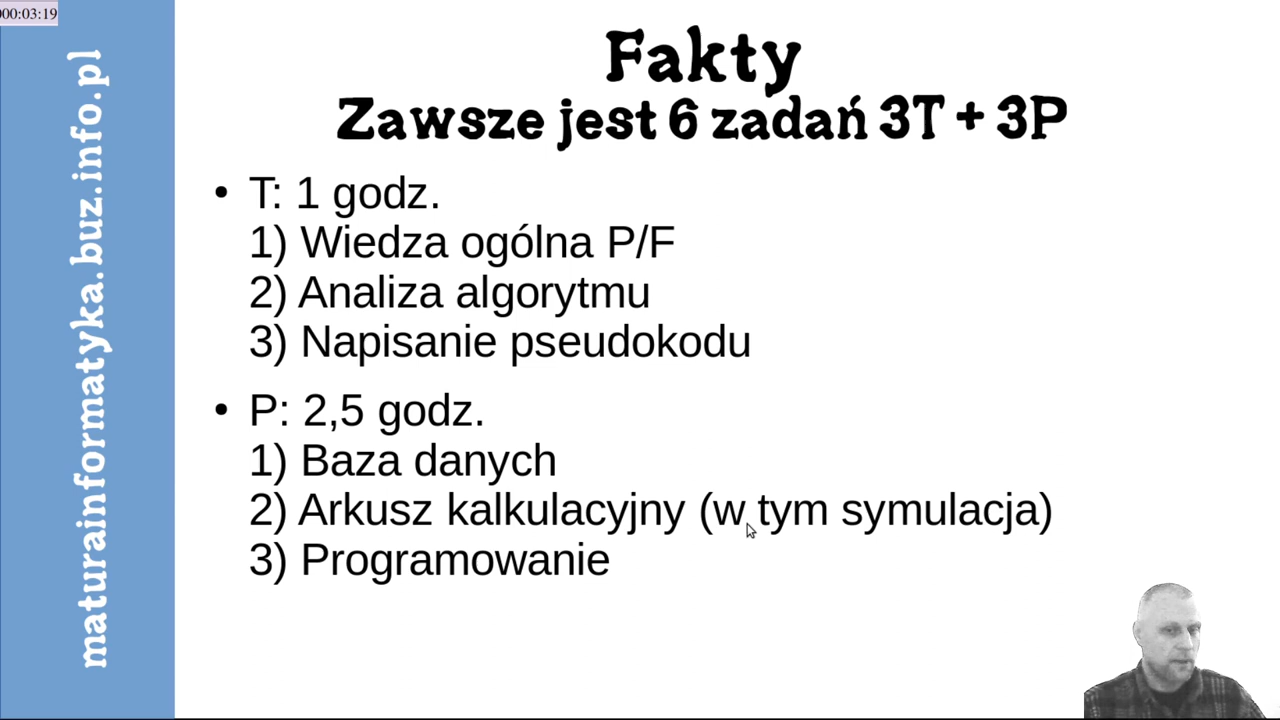 000:03:19
maturainformatyka.buz.info.pl
Fakty
Zawsze jest 6 zadań 3T + 3P
• T: 1 godz.
1) Wiedza ogólna P/F
2) Analiza algorytmu
3) Napisanie pseudokodu
• P: 2,5 godz.
1) Baza danych
2) Arkusz kalkulacyjny (w tym symulacja)
3) Programowanie